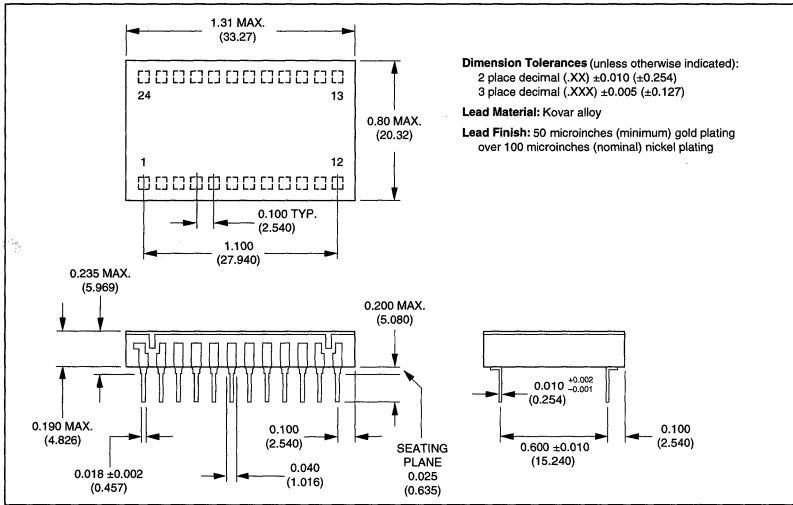 1.31 MAX.
(33.27)
24
13
1
12
0.80 MAX.
(20.32)
0.100 TYP.
(2.540)
1.100
(27.940)
Dimension Tolerances (unless otherwise indicated):
2 place decimal (.XX) ±0.010 (±0.254)
3 place decimal (.XXX) ±0.005 (±0.127)
Lead Material: Kovar alloy
Lead Finish: 50 microinches (minimum) gold plating
over 100 microinches (nominal) nickel plating
0.235 MAX.
(5.969)
0.200 MAX.
(5.080)
0.190 MAX.
(4.826)
0.018 ±0.002
(0.457)
0.100
(2.540)
0.040
(1.016)
SEATING
PLANE
0.025
(0.635)
0.010 +0.002 −0.001
(0.254)
0.600 ±0.010
(15.240)
0.100
(2.540)